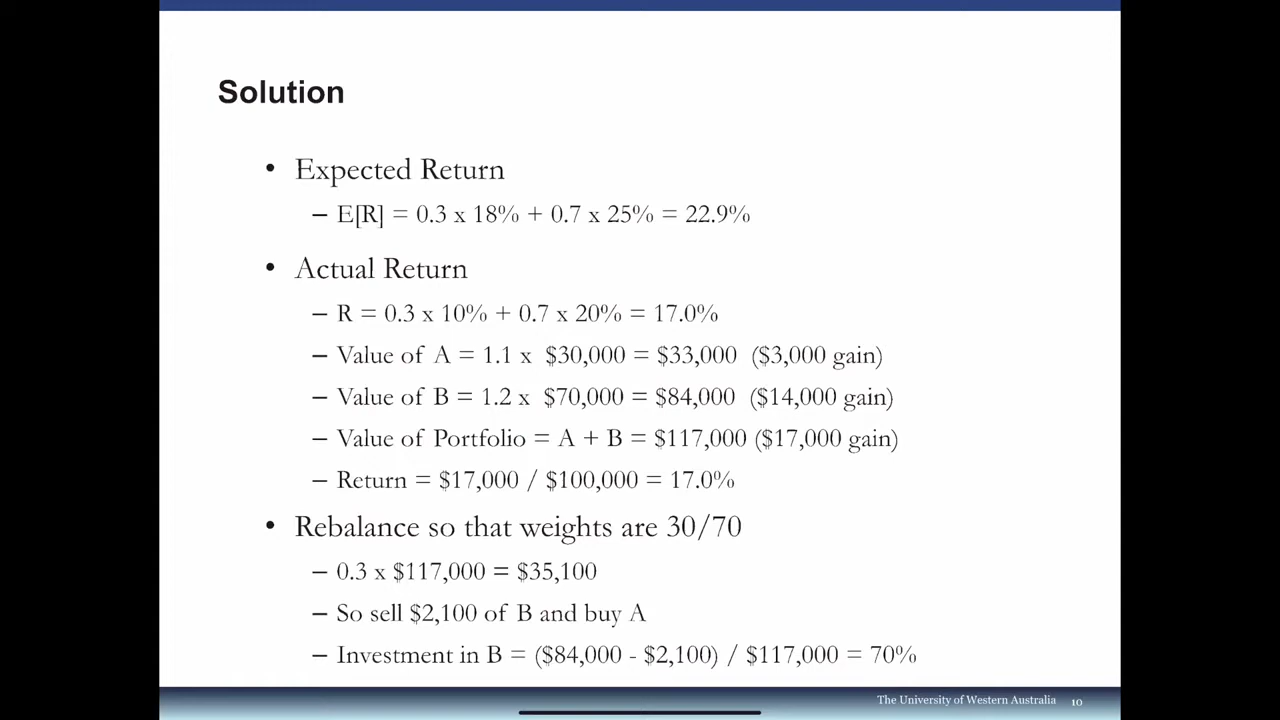 Solution
• Expected Return
– E[R] = 0.3 x 18% + 0.7 x 25% = 22.9%
• Actual Return
– R = 0.3 x 10% + 0.7 x 20% = 17.0%
– Value of A = 1.1 x $30,000 = $33,000 ($3,000 gain)
– Value of B = 1.2 x $70,000 = $84,000 ($14,000 gain)
– Value of Portfolio = A + B = $117,000 ($17,000 gain)
– Return = $17,000 / $100,000 = 17.0%
• Rebalance so that weights are 30/70
– 0.3 x $117,000 = $35,100
– So sell $2,100 of B and buy A
– Investment in B = ($84,000 - $2,100) / $117,000 = 70%
The University of Western Australia 10